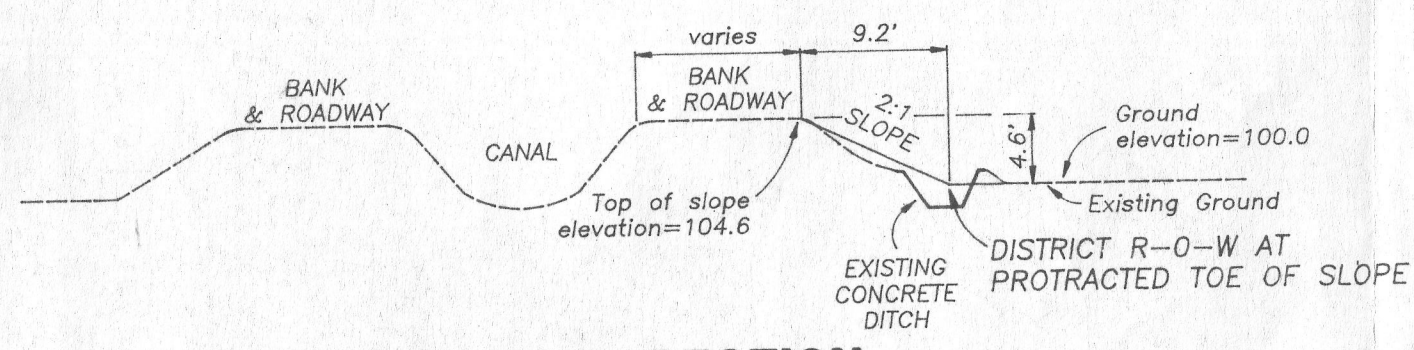 varies
9.2'
BANK
& ROADWAY
BANK
& ROADWAY
2:1
SLOPE
4.6'
Ground
elevation=100.0
CANAL
Top of slope
elevation=104.6
Existing Ground
EXISTING
CONCRETE
DITCH
DISTRICT R-O-W AT
PROTRACTED TOE OF SLOPE